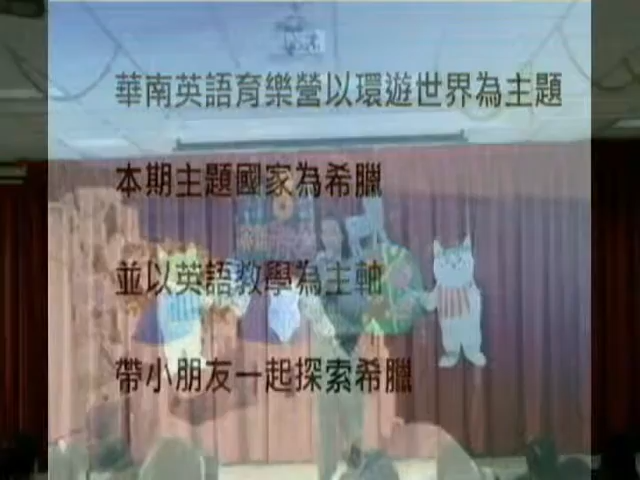 華南英語育樂營以環遊世界為主題
本期主題國家為希臘
並以英語教學為主軸
帶小朋友一起探索希臘